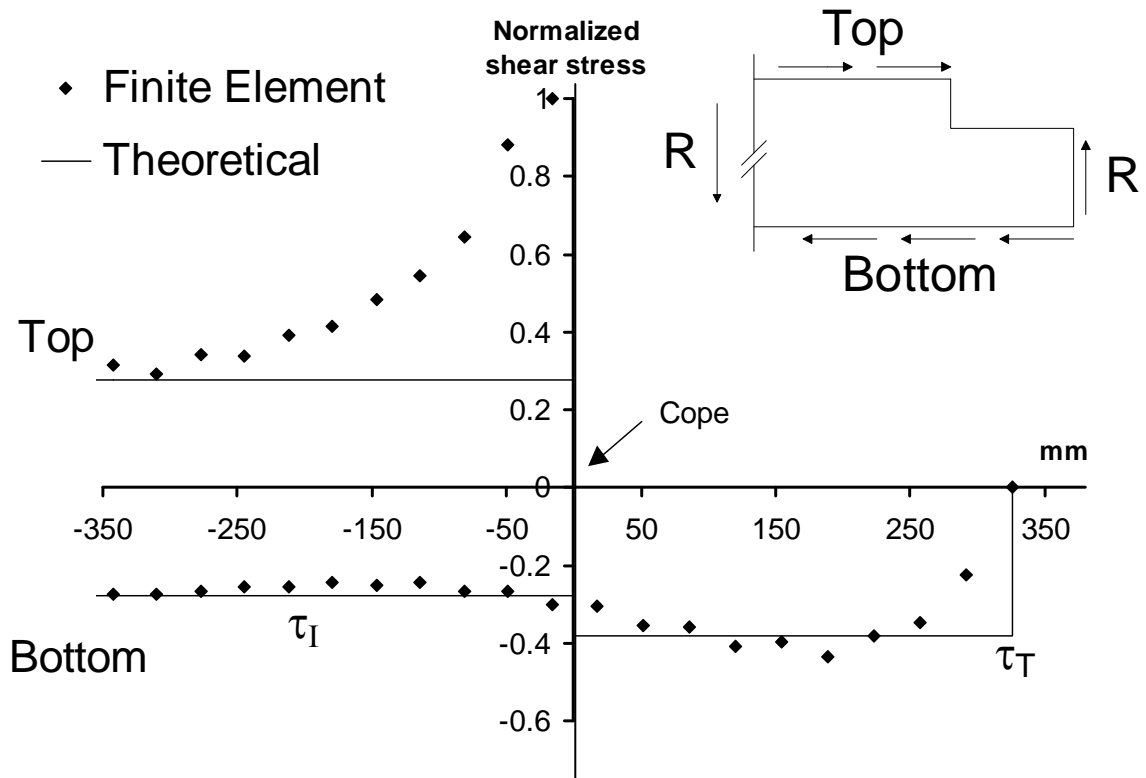 Normalized
shear stress
Finite Element
Theoretical
Top
R
R
Bottom
1
0.8
0.6
0.4
0.2
0
-0.2
-0.4
-0.6
Top
Cope
mm
-350
-250
-150
-50
50
150
250
350
τI
τT
Bottom